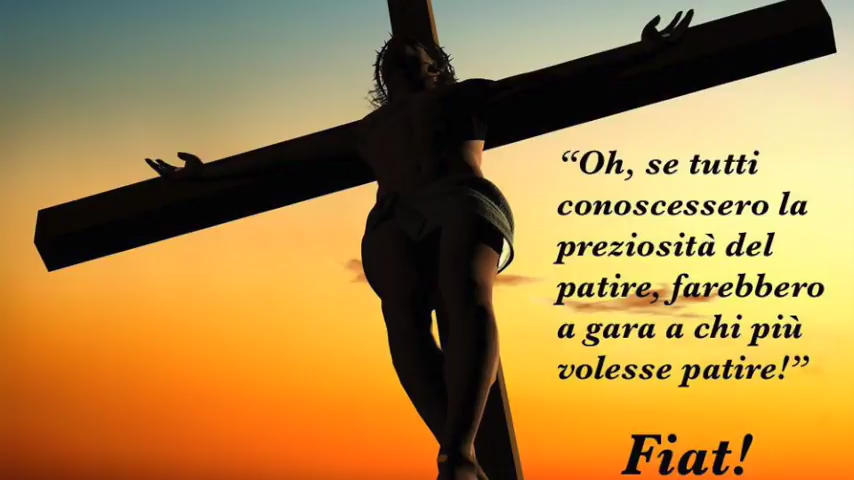 “Oh, se tutti
conoscessero la
preziosità del
patire, farebbero
a gara a chi più
volesse patire!”
Fiat!